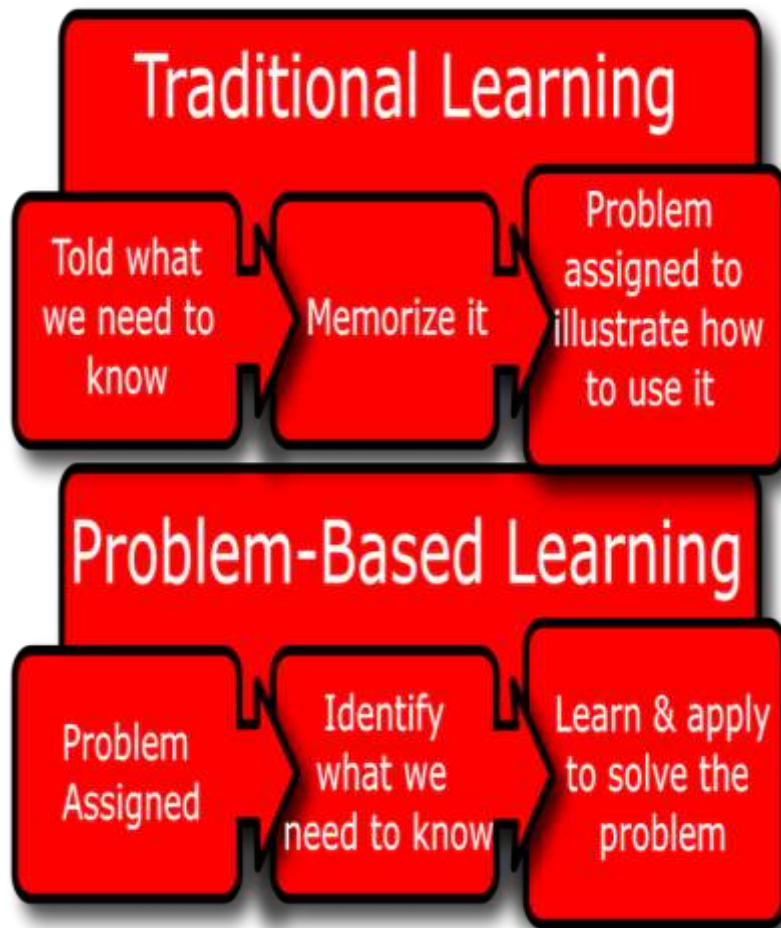 Traditional Learning
Told what
we need to
know
Memorize it
Problem
assigned to
illustrate how
to use it
Problem-Based Learning
Problem
Assigned
Identify
what we
need to know
Learn & apply
to solve the
problem